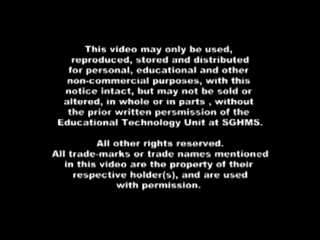 This video may only be used,
reproduced, stored and distributed
for personal, educational and other
non-commercial purposes, with this
notice intact, but may not be sold or
altered, in whole or in parts , without
the prior written persmission of the
Educational Technology Unit at SGHMS.
All other rights reserved.
All trade-marks or trade names mentioned
in this video are the property of their
respective holder(s), and are used
with permission.